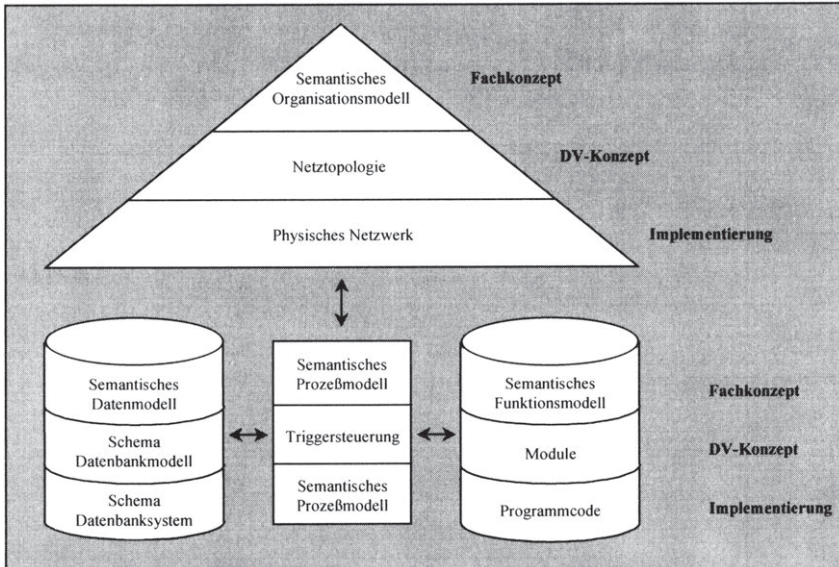 Semantisches
Organisationsmodell
Fachkonzept
Netztopologie
DV-Konzept
Physisches Netzwerk
Implementierung
Semantisches
Datenmodell
Schema
Datenbankmodell
Schema
Datenbanksystem
Semantisches
Prozeßmodell
Triggersteuerung
Semantisches
Prozeßmodell
Semantisches
Funktionsmodell
Module
Programmcode
Fachkonzept
DV-Konzept
Implementierung